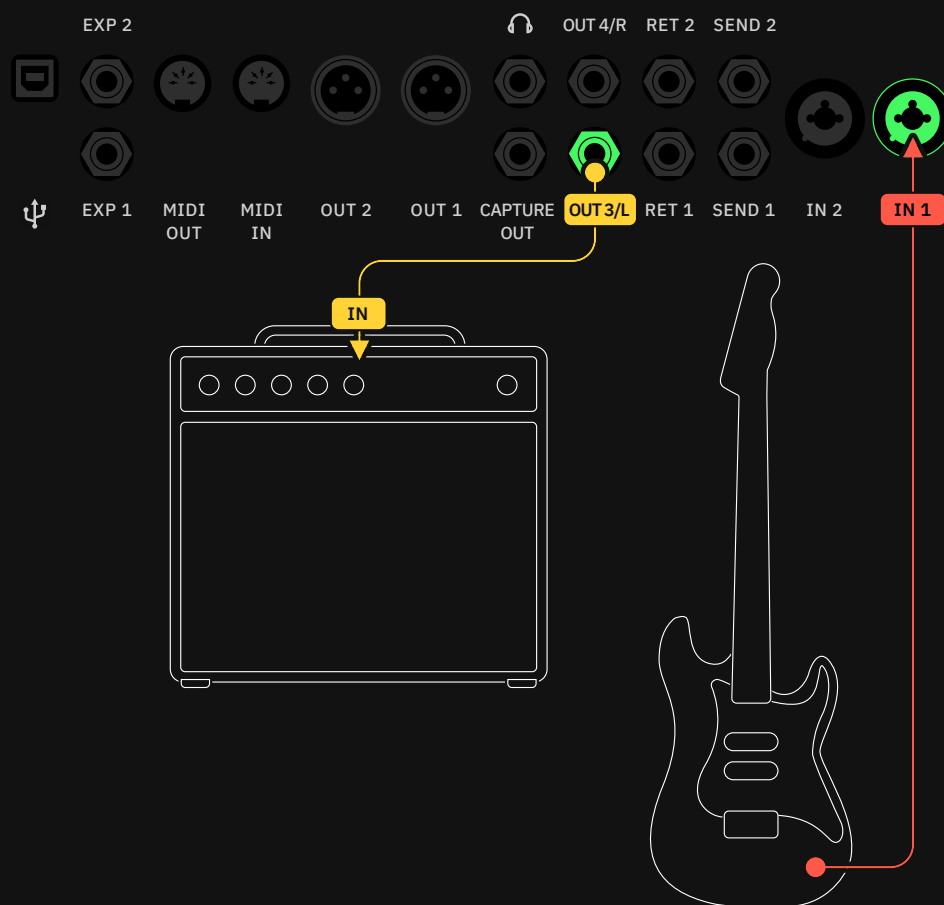 EXP 2
OUT 4/R
RET 2
SEND 2
EXP 1
MIDI
OUT
MIDI
IN
OUT 2
OUT 1
CAPTURE
OUT
OUT 3/L
RET 1
SEND 1
IN 2
IN 1
IN